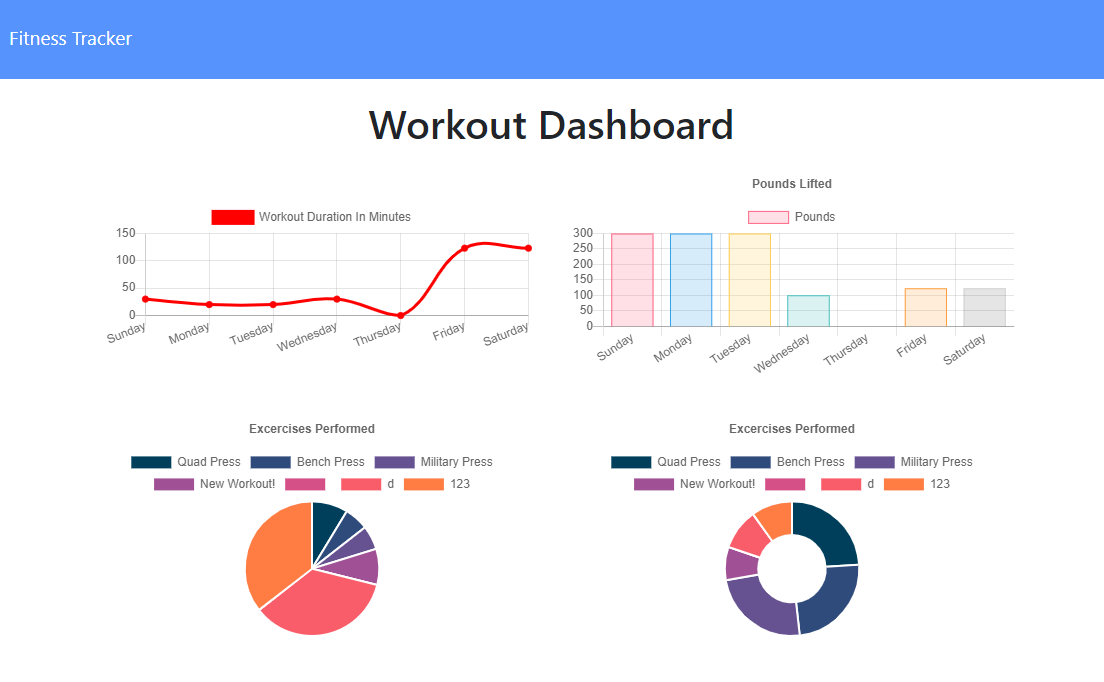 Fitness Tracker
Workout Dashboard
Workout Duration In Minutes
150
100
50
0
Sunday Monday Tuesday Wednesday Thursday Friday Saturday
Pounds Lifted
Pounds
300
250
200
150
100
50
0
Sunday Monday Tuesday Wednesday Thursday Friday Saturday
Excercises Performed
Quad Press Bench Press Military Press
New Workout! d 123
Excercises Performed
Quad Press Bench Press Military Press
New Workout! d 123